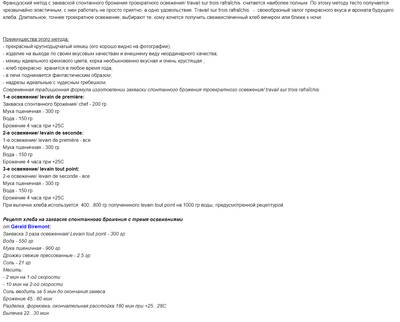 Французский метод с закваской спонтанного брожения трократного освежения/ travail sur trois rafraîchis считается наиболее полным. По этому методу тесто получается
чрезвычайно эластичным, с ним работать не просто приятно, а одно удовольствие. Travail sur trois rafraîchis - своеобразный залог прекрасного вкуса и аромата будущего
хлеба. Длительное, точнее трократное освежение, выбирают те, кому хочется получить свежеиспеченный хлеб вечером или ближе к ночи.
Преимущества этого метода:
- прекрасный крупнодырчатый мякиш (его хорошо видно на фотографии);
- изделие на выходе по своим вкусовым качествам и внешнему виду неординарного качества;
- мякиш идеального кремового цвета, корка необыкновенно вкусная и очень хрустящая ;
- хлеб прекрасно хранится в любое время года.
- а печи поднимается фантастическим образом;
- надрезы идеальные с чудесным гребешком.
Современная традиционная формула изготовления закваски спонтанного брожения трократного освежения/ travail sur trois rafraîchis
1-е освежение/ levain de première:
Закваска спонтанного брожения/ chef - 200 гр
Мука пшеничная - 300 гр
Вода - 150 гр
Брожение 4 часа при +25С
2-е освежение/ levain de seconde:
1-е освежение/ levain de première - все
Мука пшеничная - 300 гр
Вода - 150 гр
Брожение 4 часа при +25С
3-е освежение/ levain tout point:
2-е освежение/ levain de seconde - все
Мука пшеничная - 300 гр
Вода - 150 гр
Брожение 4 часа при +25С
При выпечке хлеба используется 400...800 гр полученного levain tout point на 1000 гр воды, предусмотренной рецептурой
Рецепт хлеба на закваске спонтанного брожения с тремя освежениями
от Gérald Biremont:
Закваска 3 раза освеженная/ Levain tout point - 300 гр
Вода - 550 гр
Мука пшеничная - 900 гр
Дрожжи свежие прессованные - 2.5 гр
Соль - 21 гр
Месить:
- 2 мин на 1-ой скорости
- 10 мин на 2-ой скорости
Соль вводить за 5 мин до окончания замеса
Брожение 45...60 мин
Разделка, формовка, окончательная расстойка 180 мин при +25...28С
Выпечка 22...30 мин